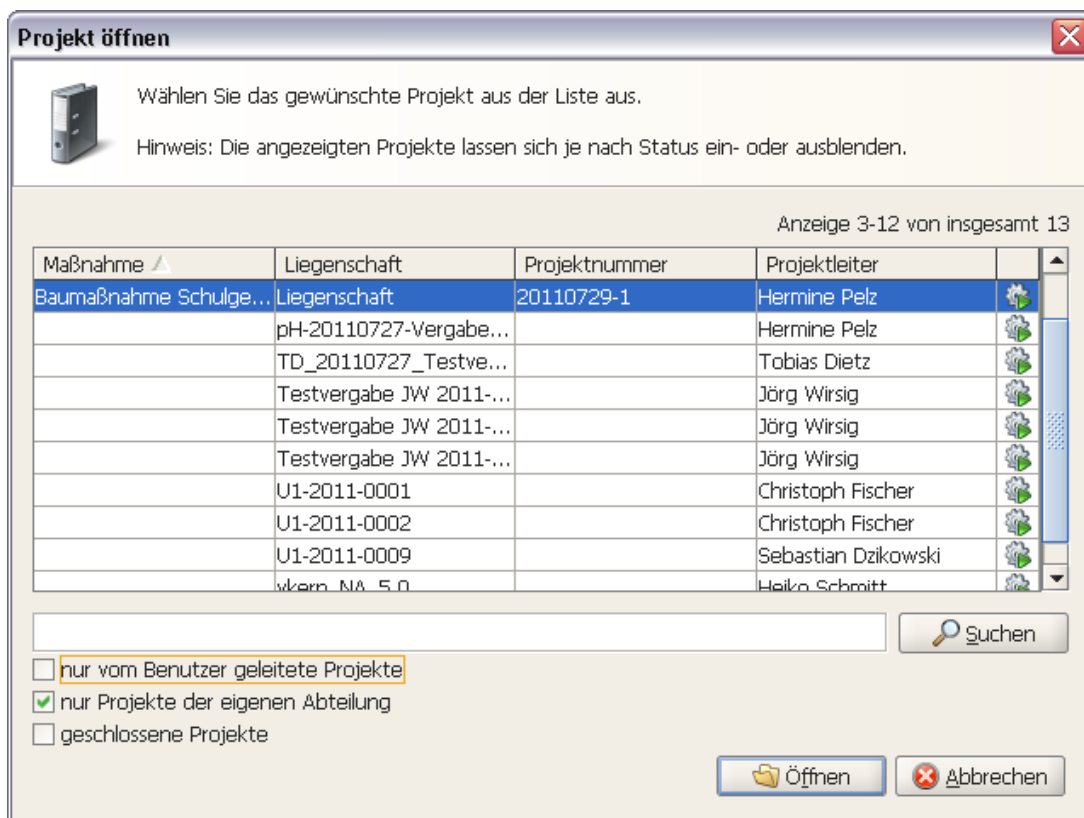 Projekt öffnen
Wählen Sie das gewünschte Projekt aus der Liste aus.
Hinweis: Die angezeigten Projekte lassen sich je nach Status ein- oder ausblenden.
Anzeige 3-12 von insgesamt 13
Maßnahme Liegenschaft Projektnummer Projektleiter
Baumaßnahme Schulge... Liegenschaft 20110729-1 Hermine Pelz
pH-20110727-Vergabe... Hermine Pelz
TD_20110727_Testve... Tobias Dietz
Testvergabe JW 2011-... Jörg Wirsig
Testvergabe JW 2011-... Jörg Wirsig
Testvergabe JW 2011-... Jörg Wirsig
U1-2011-0001 Christoph Fischer
U1-2011-0002 Christoph Fischer
U1-2011-0009 Sebastian Dzikowski
vkern_NA_5.0 Heiko Schmitt
Suchen
nur vom Benutzer geleitete Projekte
nur Projekte der eigenen Abteilung
geschlossene Projekte
Öffnen Abbrechen